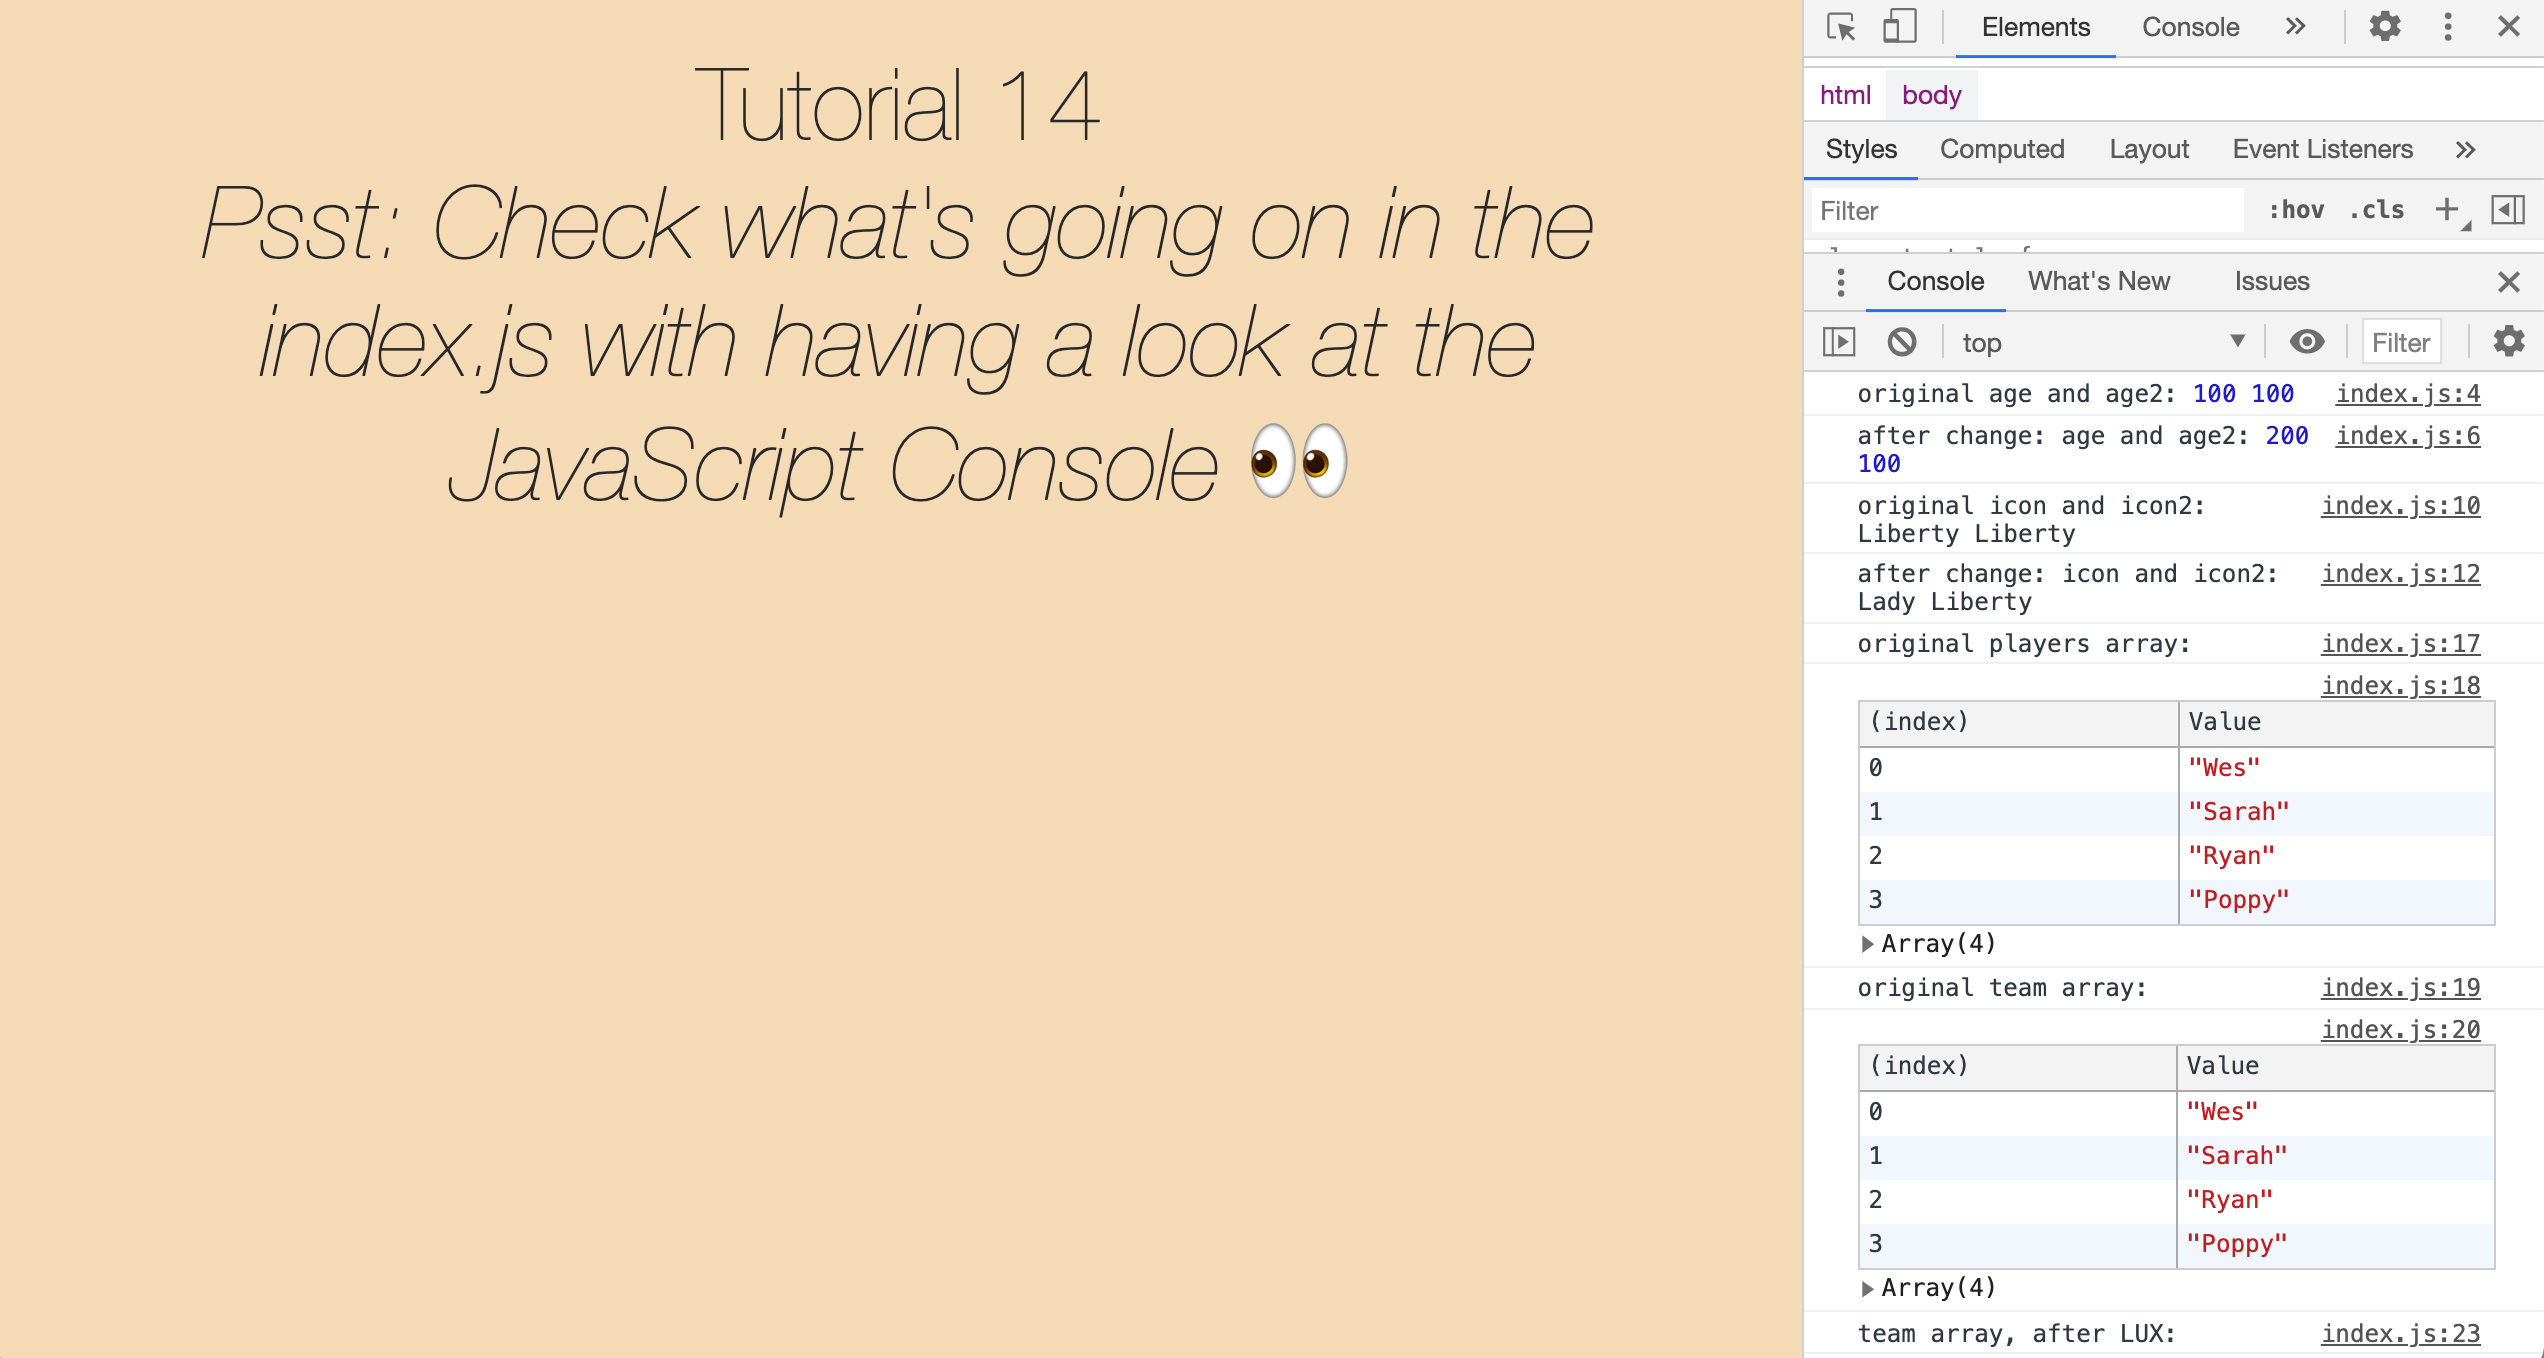 Tutorial 14
Psst: Check what's going on in the
index.js with having a look at the
JavaScript Console 👀
Elements Console
html body
Styles Computed Layout Event Listeners
Filter :hov .cls
Console What's New Issues
top Filter
original age and age2: 100 100 index.js:4
after change: age and age2: 200 index.js:6
100
original icon and icon2: index.js:10
Liberty Liberty
after change: icon and icon2: index.js:12
Lady Liberty
original players array: index.js:17
index.js:18
(index) Value
0 "Wes"
1 "Sarah"
2 "Ryan"
3 "Poppy"
Array(4)
original team array: index.js:19
index.js:20
(index) Value
0 "Wes"
1 "Sarah"
2 "Ryan"
3 "Poppy"
Array(4)
team array, after LUX: index.js:23